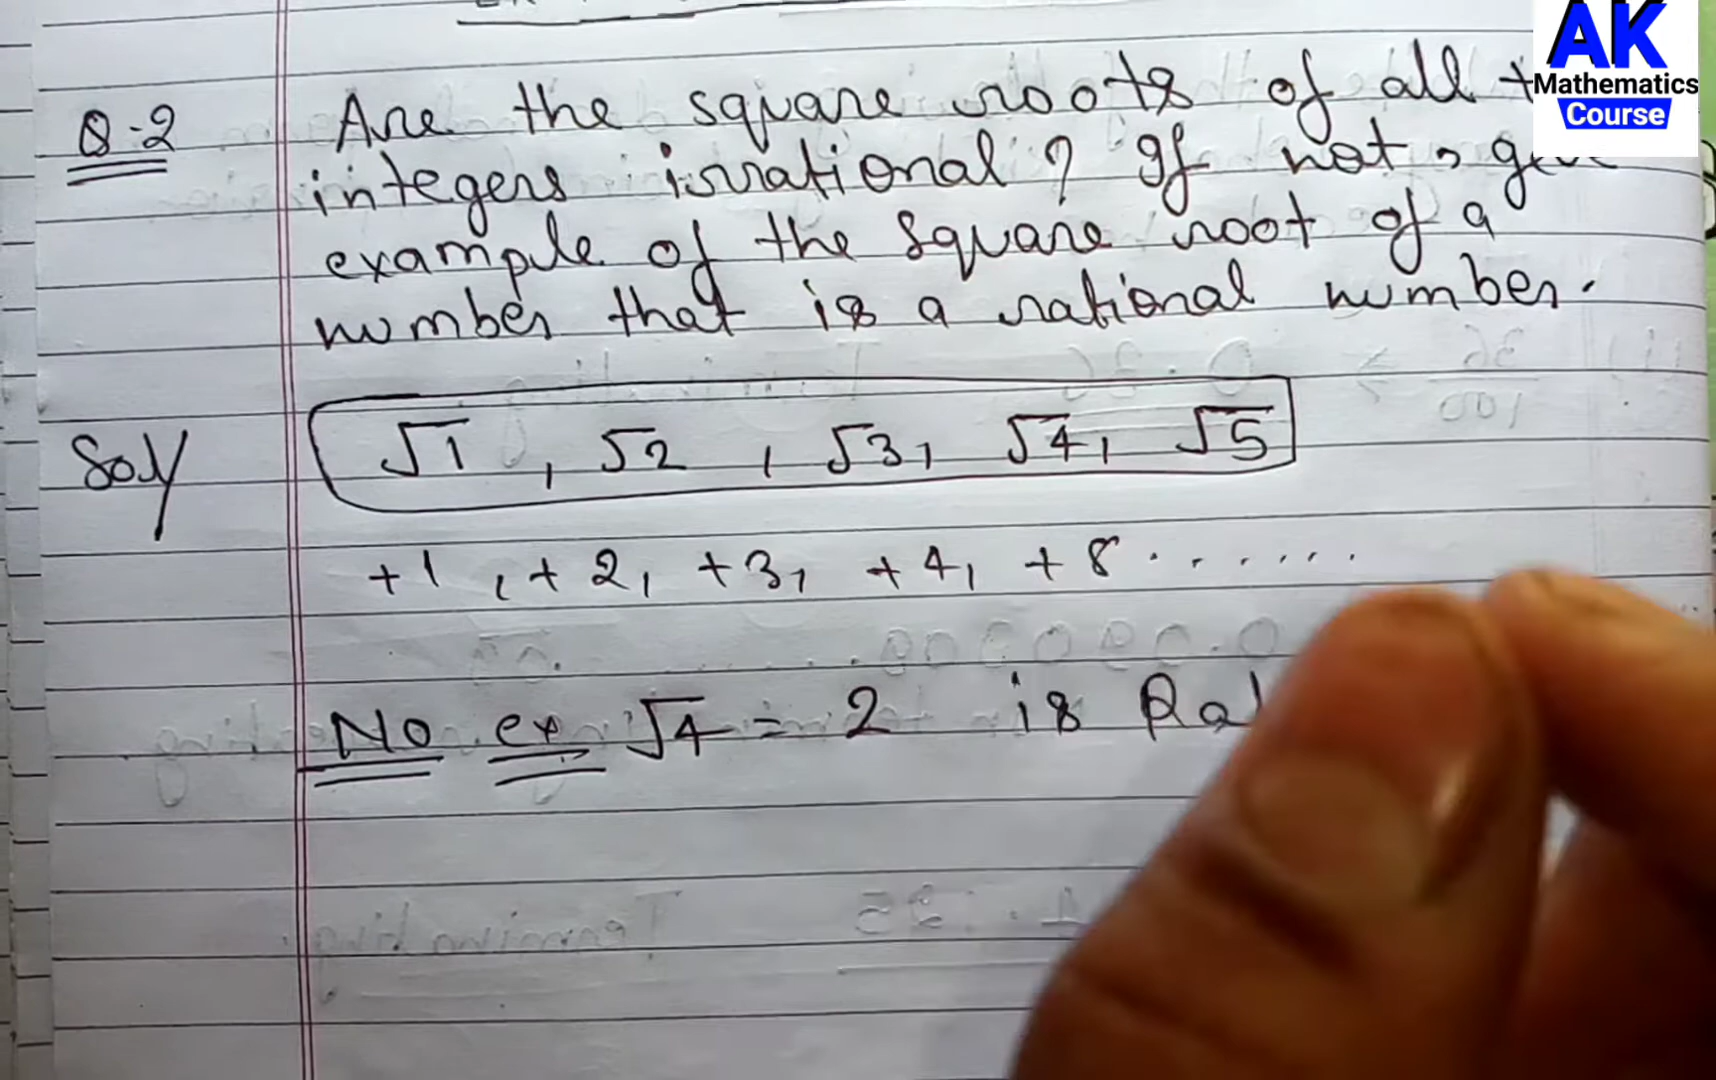 AK
Mathematics
Course
Q.2 Are the square roots of all
integers irrational? If not,
example of the square root of a
number that is a rational number.
Sol/ √1, √2, √3, √4, √5
+1, +2, +3, +4, +8.......
No ex √4 = 2 is